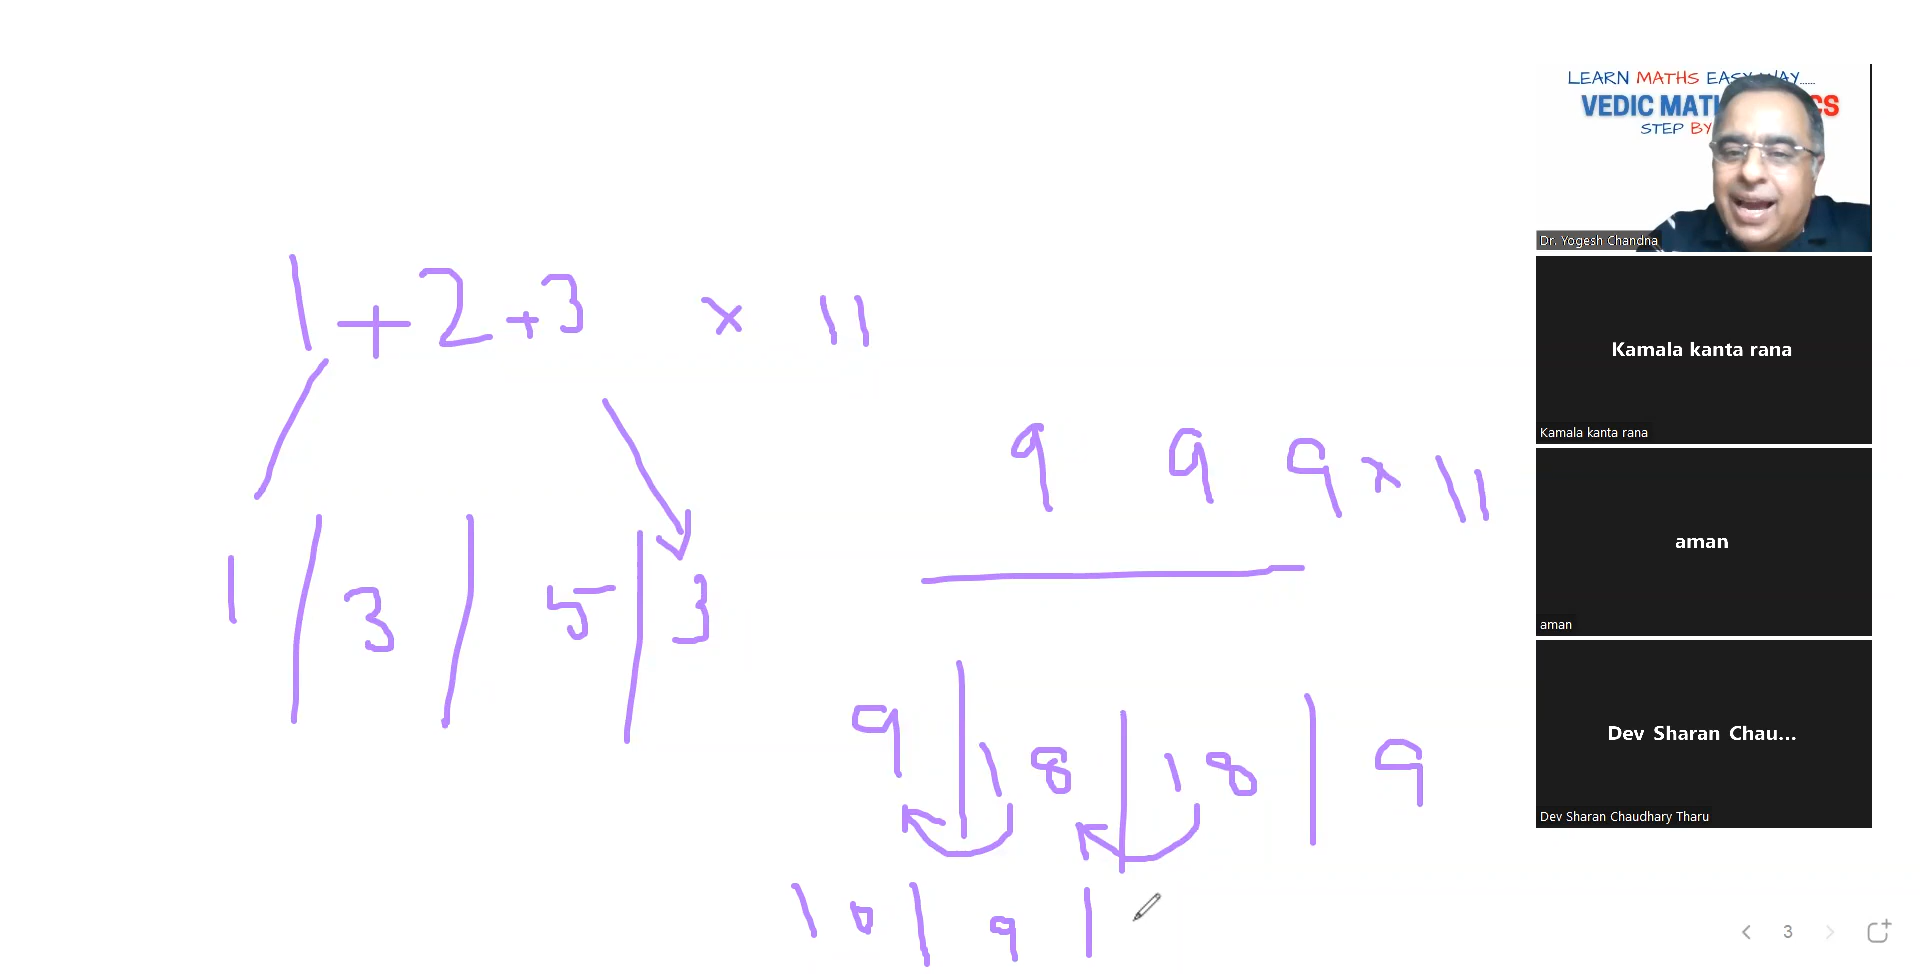 LEARN MATHS EASY WAY.....
VEDIC
STEP BY
Dr. Yogesh Chandna
1 + 2 + 3 × 11
1 | 3 | 5 | 3
9 9 9 × 11
9 | 18 | 18 | 9
10 | 9 |
Kamala kanta rana
Kamala kanta rana
aman
aman
Dev Sharan Chau...
Dev Sharan Chaudhary Tharu
3